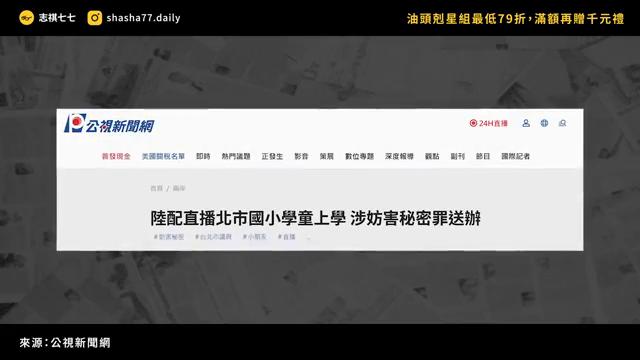 志祺七七 shasha77.daily 油頭剋星組最低79折,滿額再贈千元禮
公視新聞網 24H直播
普發現金 美國關稅名單 即時 熱門議題 正發生 影音 策展 數位專題 深度報導 觀點 副刊 節目 國際記者
首頁 / 兩岸
陸配直播北市國小學童上學 涉妨害秘密罪送辦
#妨害秘密 #台北市議員 #小朋友 #直播
來源:公視新聞網